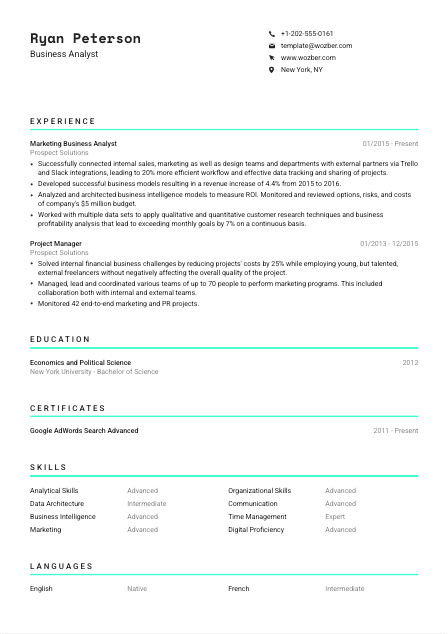 Ryan Peterson
Business Analyst
+1-202-555-0161
template@wozber.com
www.wozber.com
New York, NY
EXPERIENCE
Marketing Business Analyst 01/2015 - Present
Prospect Solutions
• Successfully connected internal sales, marketing as well as design teams and departments with external partners via Trello
and Slack integrations, leading to 20% more efficient workflow and effective data tracking and sharing of projects.
• Developed successful business models resulting in a revenue increase of 4.4% from 2015 to 2016.
• Analyzed and architected business intelligence models to measure ROI. Monitored and reviewed options, risks, and costs
of company's $5 million budget.
• Worked with multiple data sets to apply qualitative and quantitative customer research techniques and business
profitability analysis that lead to exceeding monthly goals by 7% on a continuous basis.
Project Manager 01/2013 - 12/2015
Prospect Solutions
• Solved internal financial business challenges by reducing projects' costs by 25% while employing young, but talented,
external freelancers without negatively affecting the overall quality of the project.
• Managed, lead and coordinated various teams of up to 70 people to perform marketing programs. This included
collaboration both with internal and external teams.
• Monitored 42 end-to-end marketing and PR projects.
EDUCATION
Economics and Political Science 2012
New York University - Bachelor of Science
CERTIFICATES
Google AdWords Search Advanced 2011 - Present
SKILLS
Analytical Skills Advanced Organizational Skills Advanced
Data Architecture Intermediate Communication Advanced
Business Intelligence Advanced Time Management Expert
Marketing Advanced Digital Proficiency Advanced
LANGUAGES
English Native French Intermediate